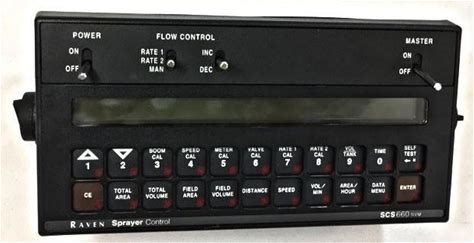 POWER FLOW CONTROL MASTER
ON RATE 1 INC ON
RATE 2
OFF MAN DEC OFF
BOOM CAL SPEED CAL METER CAL VALVE CAL RATE 1 CAL RATE 2 CAL VOL TANK TIME SELF TEST
1 2 3 4 5 6 7 8 9 0
CE TOTAL AREA TOTAL VOLUME FIELD AREA FIELD VOLUME DISTANCE SPEED VOL/MIN AREA/HOUR DATA MENU ENTER
RAVEN Sprayer Control SCS 660 NVM